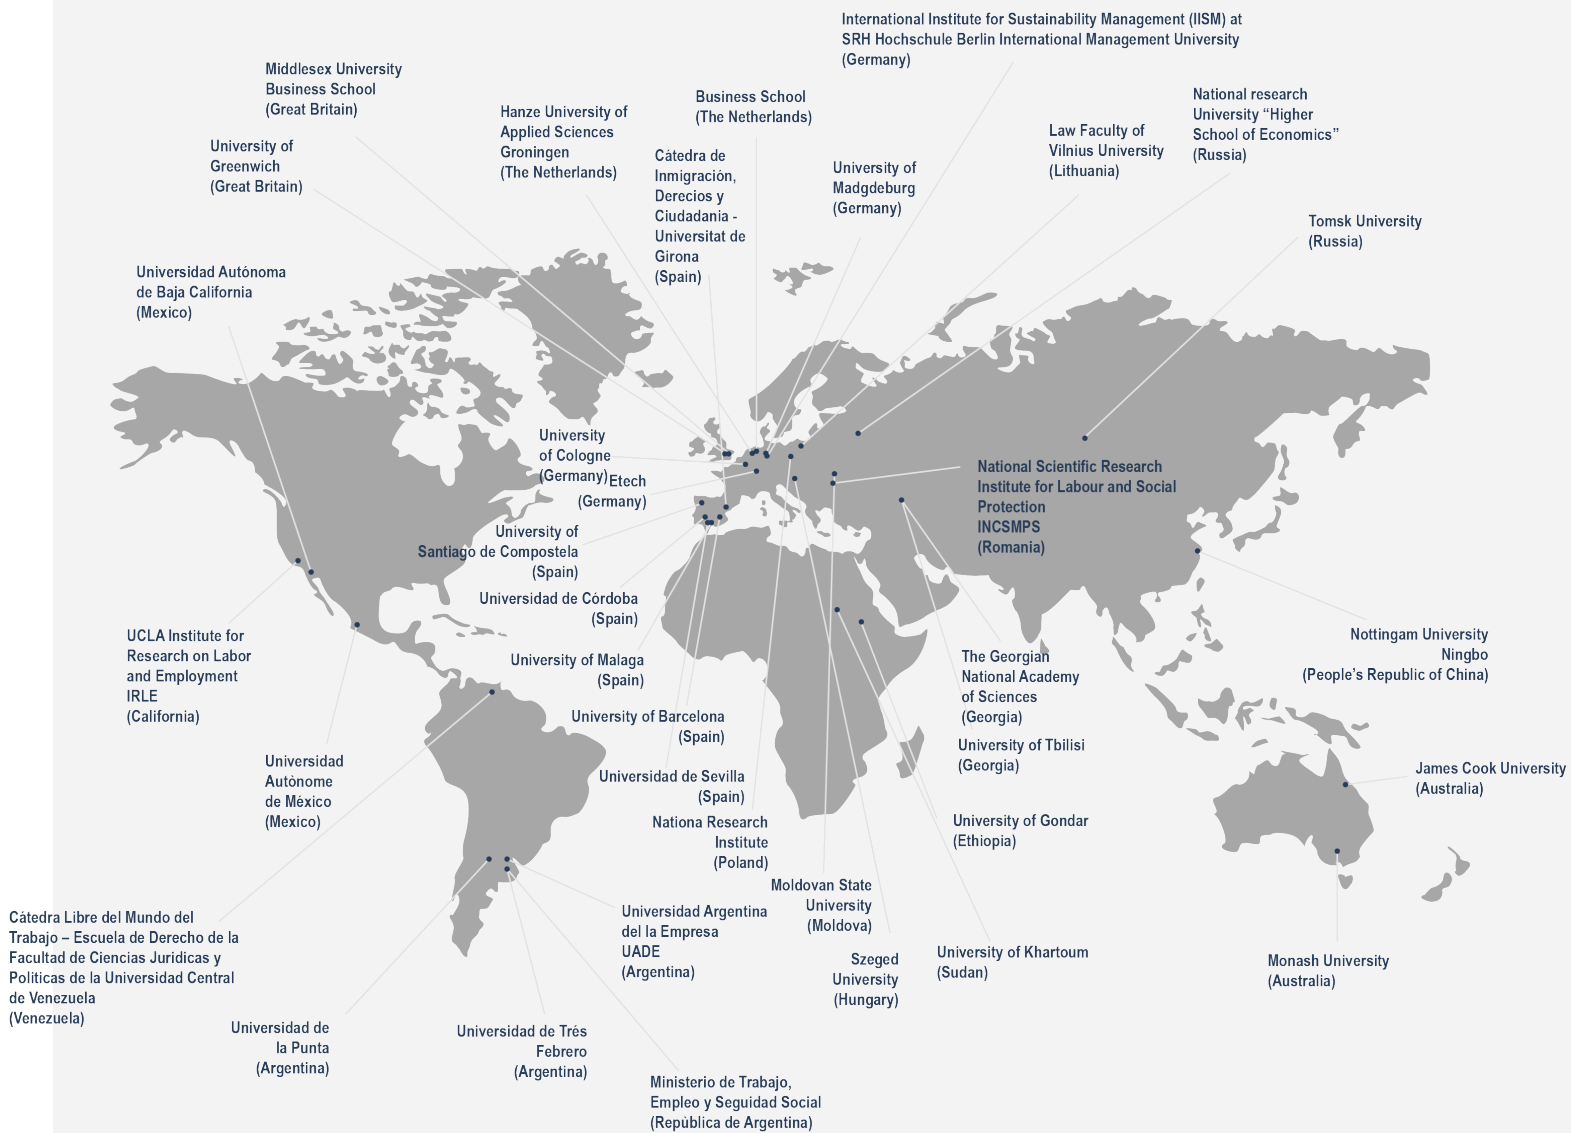 International Institute for Sustainability Management (IISM) at
SRH Hochschule Berlin International Management University
(Germany)
Middlesex University
Business School
(Great Britain)
Hanze University of
Applied Sciences
Groningen
(The Netherlands)
Business School
(The Netherlands)
National research
University “Higher
School of Economics”
(Russia)
Law Faculty of
Vilnius University
(Lithuania)
University of
Greenwich
(Great Britain)
Cátedra de
Inmigración,
Derecios y
Ciudadania -
Universitat de
Girona
(Spain)
University of
Madgdeburg
(Germany)
Tomsk University
(Russia)
Universidad Autónoma
de Baja California
(Mexico)
University
of Cologne
(Germany)
Etech
(Germany)
National Scientific Research
Institute for Labour and Social
Protection
INCSMPS
(Romania)
University of
Santiago de Compostela
(Spain)
Universidad de Córdoba
(Spain)
UCLA Institute for
Research on Labor
and Employment
IRLE
(California)
University of Malaga
(Spain)
The Georgian
National Academy
of Sciences
(Georgia)
Nottingam University
Ningbo
(People’s Republic of China)
University of Barcelona
(Spain)
University of Tbilisi
(Georgia)
Universidad
Autònome
de México
(Mexico)
Universidad de Sevilla
(Spain)
James Cook University
(Australia)
Nationa Research
Institute
(Poland)
University of Gondar
(Ethiopia)
Moldovan State
University
(Moldova)
Cátedra Libre del Mundo del
Trabajo – Escuela de Derecho de la
Facultad de Ciencias Juridicas y
Politicas de la Universidad Central
de Venezuela
(Venezuela)
Universidad Argentina
del la Empresa
UADE
(Argentina)
Szeged
University
(Hungary)
University of Khartoum
(Sudan)
Monash University
(Australia)
Universidad de
la Punta
(Argentina)
Universidad de Trés
Febrero
(Argentina)
Ministerio de Trabajo,
Empleo y Seguidad Social
(República de Argentina)